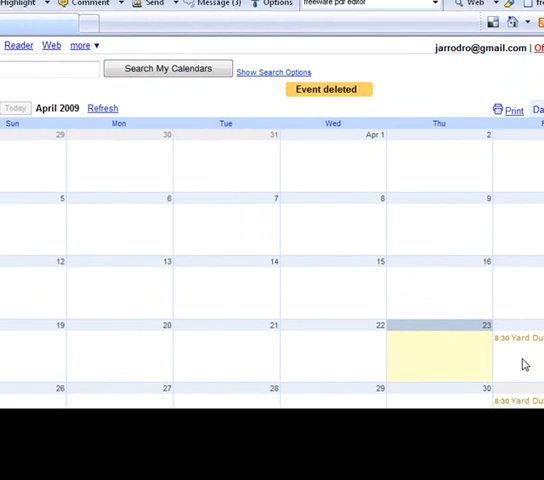 Highlight Comment Send Message (3) Options freeware pdf editor Web
Reader Web more ▼ jarrodro@gmail.com |
Search My Calendars Show Search Options
Event deleted
Today April 2009 Refresh Print
Sun Mon Tue Wed Thu
29 30 31 Apr 1 2
5 6 7 8 9
12 13 14 15 16
19 20 21 22 23
8:30 Yard
26 27 28 29 30
8:30 Yard